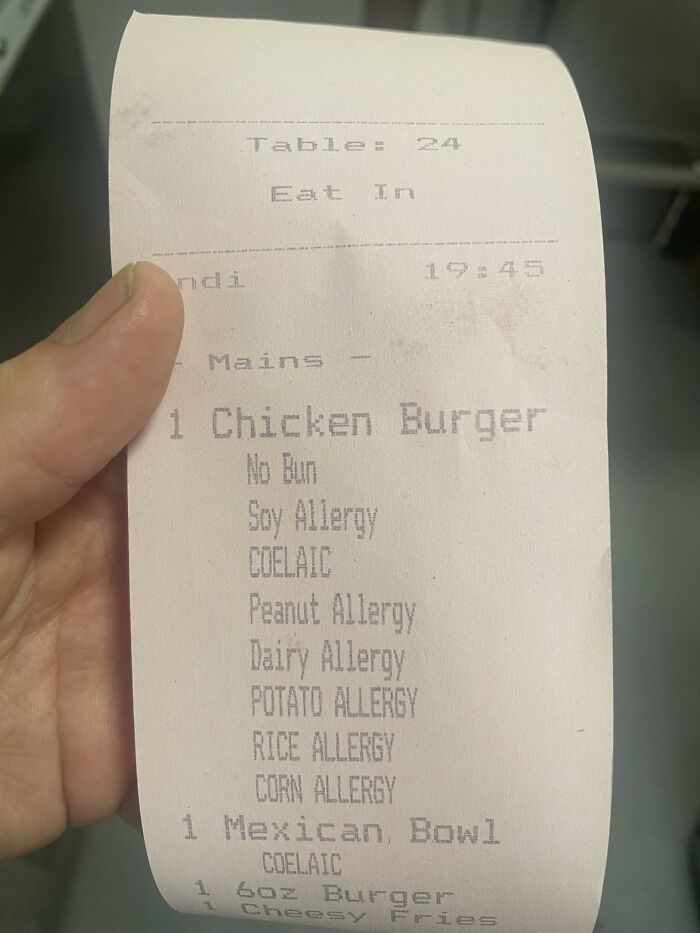 Table: 24
Eat In
ndi 19:45
- Mains -
1 Chicken Burger
No Bun
Soy Allergy
COELAIC
Peanut Allergy
Dairy Allergy
POTATO ALLERGY
RICE ALLERGY
CORN ALLERGY
1 Mexican Bowl
COELAIC
1 6oz Burger
1 Cheesy Fries